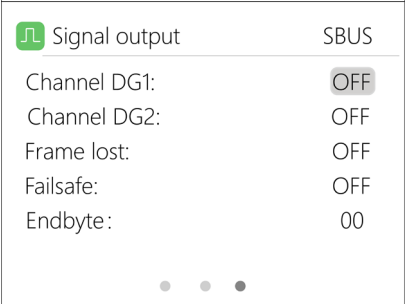 Signal output SBUS
Channel DG1: OFF
Channel DG2: OFF
Frame lost: OFF
Failsafe: OFF
Endbyte: 00